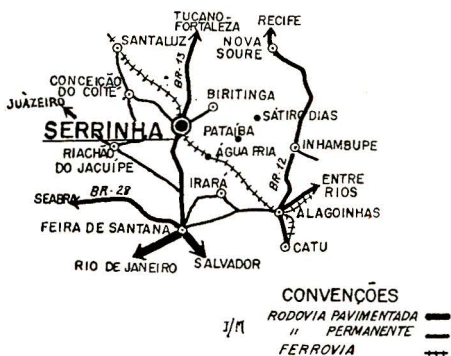 TUCANO
FORTALEZA
RECIFE
SANTALUZ
NOVA
SOURE
BR-13
CONCEIÇÃO
DO COITÉ
BIRITINGA
JUÀZEIRO
SÁTIRO DIAS
SERRINHA
PATAÍBA
INHAMBUPE
RIACHÃO
DO JACUÍPE
ÁGUA FRIA
BR-12
IRARÁ
ENTRE
RIOS
SEABRA
BR-28
ALAGOINHAS
FEIRA DE SANTANA
CATU
RIO DE JANEIRO
SALVADOR
CONVENÇÕES
RODOVIA PAVIMENTADA
" PERMANENTE
FERROVIA